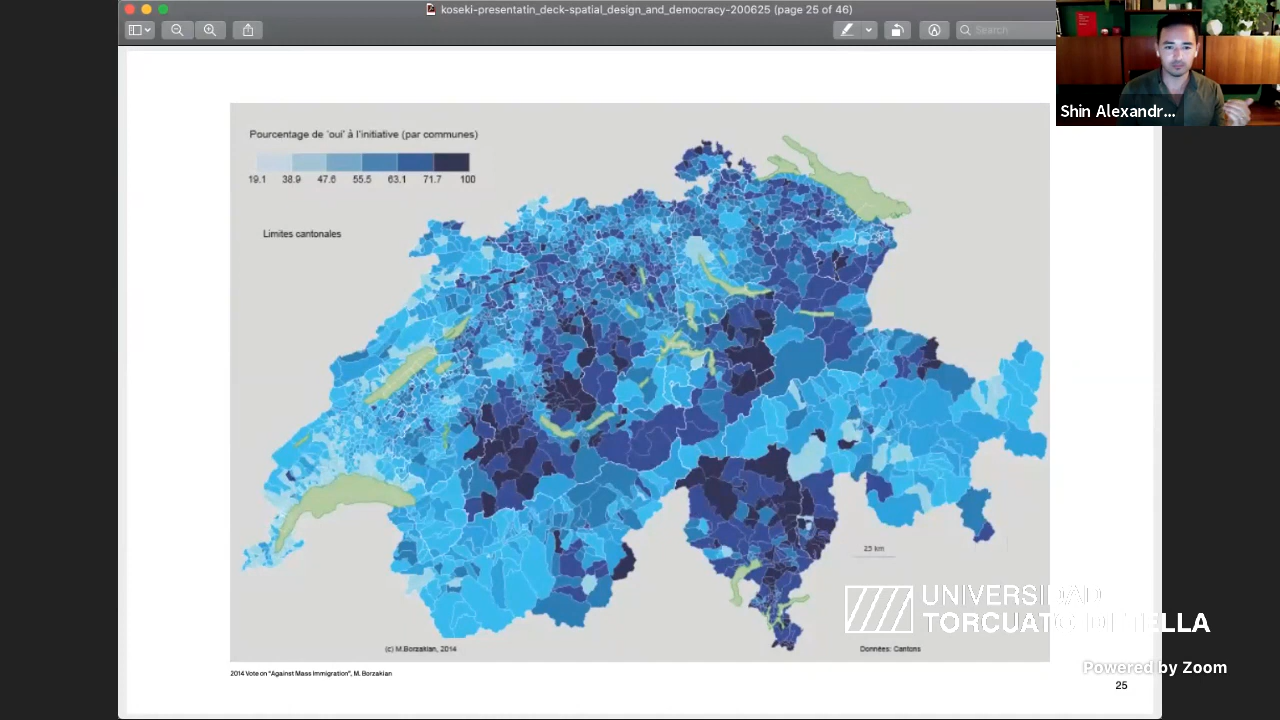 koseki-presentatin_deck-spatial_design_and_democracy-200625 (page 25 of 46)
Search
Shin Alexandr...
Pourcentage de 'oui' à l'initiative (par communes)
19.1 38.9 47.6 55.5 63.1 71.7 100
Limites cantonales
25 km
UNIVERSIDAD
TORCUATO DI TELLA
(c) M.Borzakian, 2014
Données: Cantons
Powered by Zoom
2014 Vote on "Against Mass Immigration", M. Borzakian
25